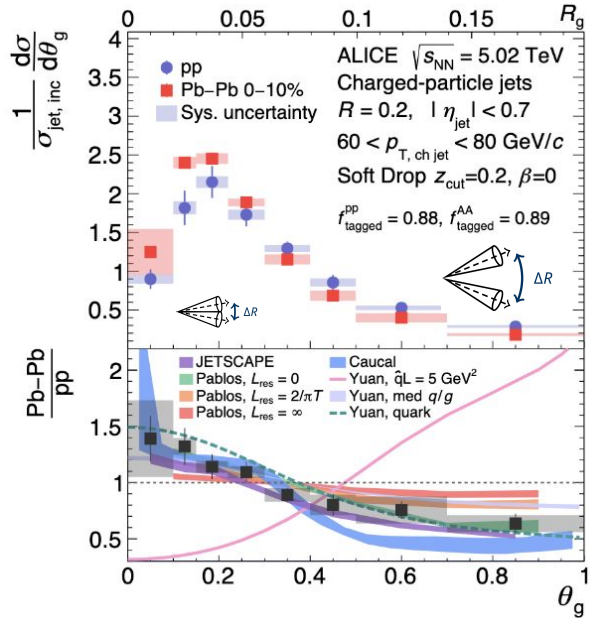 0 0.05 0.1 0.15 R_g
1/σ_jet, inc dσ/dθ_g
4
3.5
3
2.5
2
1.5
1
0.5
pp
Pb−Pb 0−10%
Sys. uncertainty
ALICE √s_NN = 5.02 TeV
Charged-particle jets
R = 0.2, | η_jet | < 0.7
60 < p_T, ch jet < 80 GeV/c
Soft Drop z_cut=0.2, β=0
f^pp_tagged = 0.88, f^AA_tagged = 0.89
ΔR
ΔR
Pb−Pb/pp
2
1.5
1
0.5
JETSCAPE
Pablos, L_res = 0
Pablos, L_res = 2/πT
Pablos, L_res = ∞
Caucal
Yuan, q̂L = 5 GeV²
Yuan, med q/g
Yuan, quark
0 0.2 0.4 0.6 0.8 1
θ_g